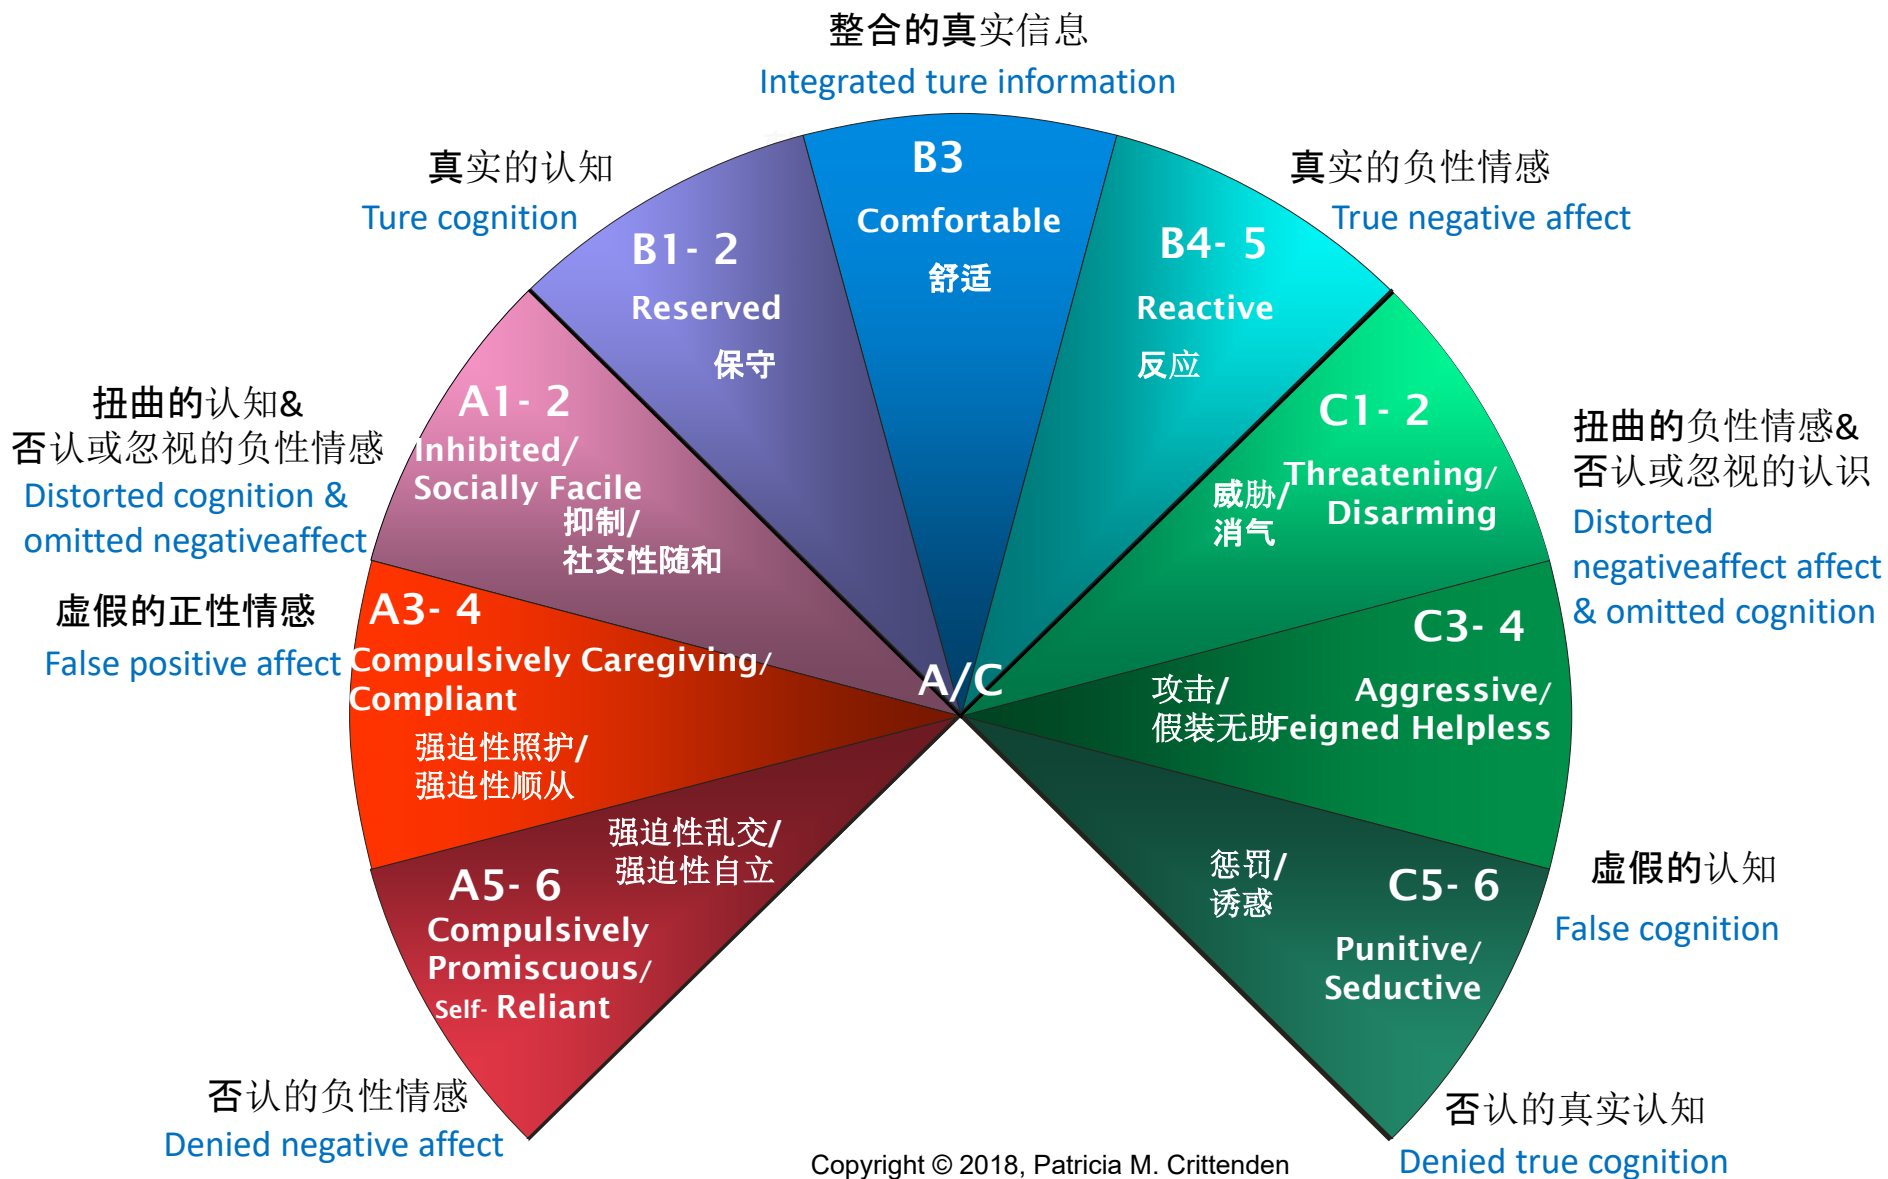 整合的真实信息
Integrated ture information
真实的认知
Ture cognition
真实的负性情感
True negative affect
B3
Comfortable
舒适
B1- 2
Reserved
保守
B4- 5
Reactive
反应
扭曲的认知&
否认或忽视的负性情感
Distorted cognition &
omitted negativeaffect
A1- 2
Inhibited/
Socially Facile
抑制/
社交性随和
C1- 2
Threatening/
Disarming
威胁/
消气
扭曲的负性情感&
否认或忽视的认识
Distorted
negativeaffect affect
& omitted cognition
虚假的正性情感
False positive affect
A3- 4
Compulsively Caregiving/
Compliant
强迫性照护/
强迫性顺从
A/C
C3- 4
Aggressive/
Feigned Helpless
攻击/
假装无助
强迫性乱交/
强迫性自立
A5- 6
Compulsively
Promiscuous/
Self- Reliant
惩罚/
诱惑
C5- 6
Punitive/
Seductive
虚假的认知
False cognition
否认的负性情感
Denied negative affect
否认的真实认知
Denied true cognition
Copyright © 2018, Patricia M. Crittenden